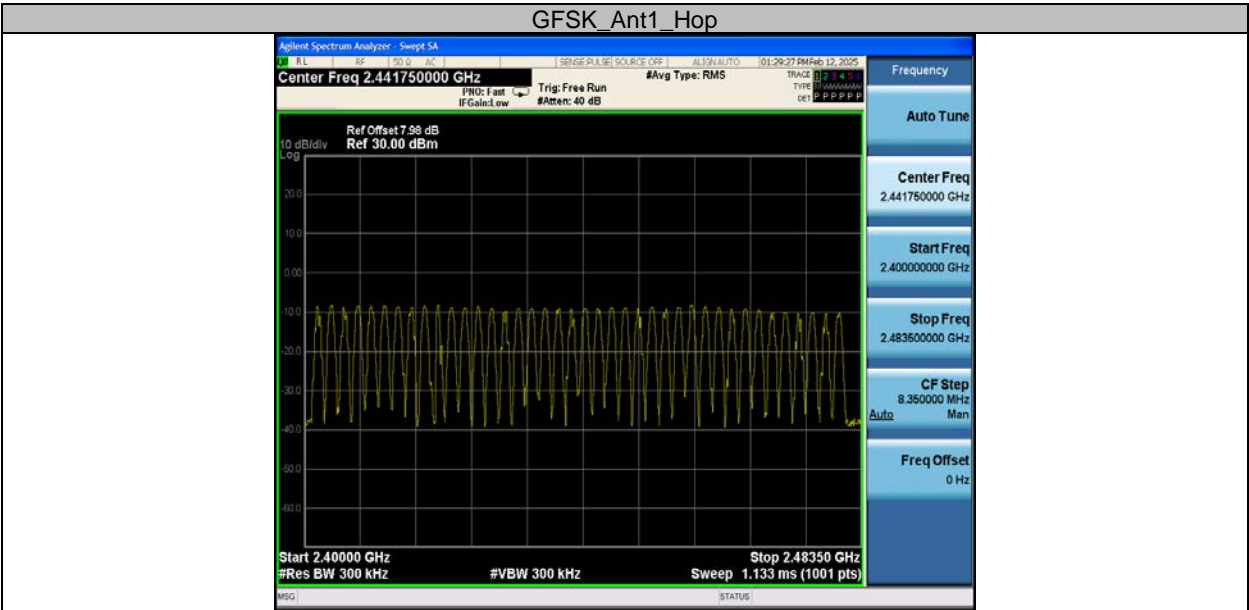 GFSK_Ant1_Hop
Agilent Spectrum Analyzer - Swept SA
RL RF 50 Ω AC SENSE:PULSE SOURCE OFF ALIGN AUTO 01:29:27 PM Feb 12, 2025
Center Freq 2.441750000 GHz #Avg Type: RMS TRACE 1 2 3 4 5 6
PNO: Fast Trig: Free Run TYPE
IFGain:Low #Atten: 40 dB DET P P P P P P
Frequency
Ref Offset 7.98 dB
10 dB/div Ref 30.00 dBm
Log
20.0
10.0
0.00
-10.0
-20.0
-30.0
-40.0
-50.0
-60.0
Start 2.40000 GHz Stop 2.48350 GHz
#Res BW 300 kHz #VBW 300 kHz Sweep 1.133 ms (1001 pts)
Auto Tune
Center Freq
2.441750000 GHz
Start Freq
2.400000000 GHz
Stop Freq
2.483500000 GHz
CF Step
8.350000 MHz
Auto Man
Freq Offset
0 Hz
MSG STATUS